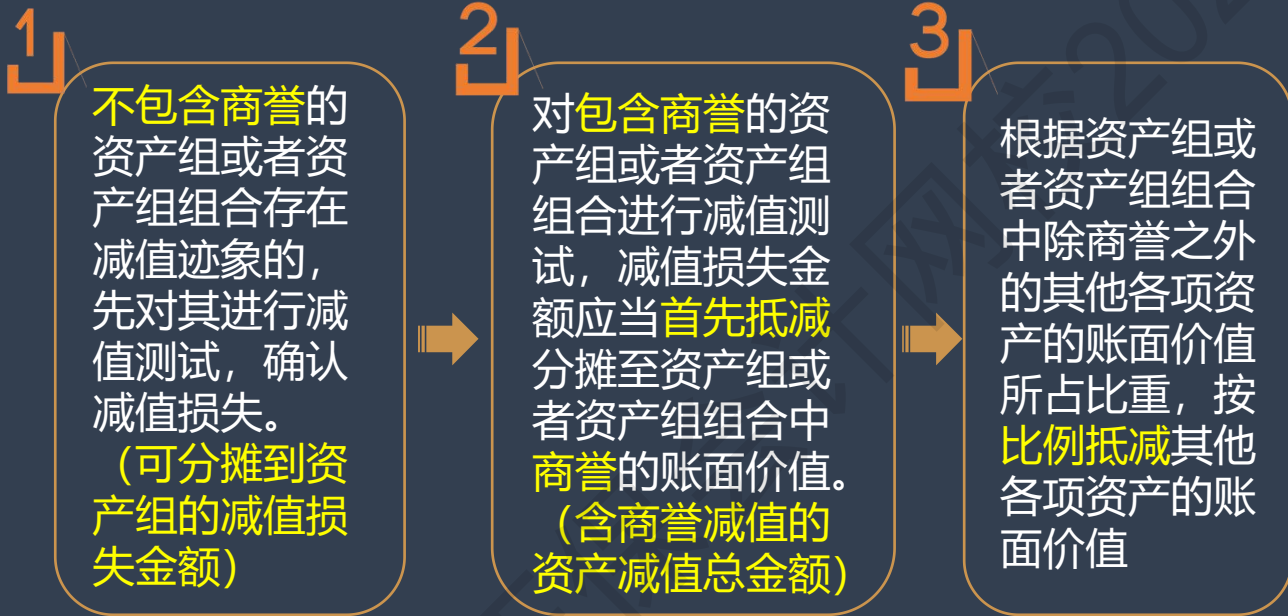 1
不包含商誉的
资产组或者资
产组组合存在
减值迹象的，
先对其进行减
值测试，确认
减值损失。
（可分摊到资
产组的减值损
失金额）
2
对包含商誉的资
产组或者资产组
组合进行减值测
试，减值损失金
额应当首先抵减
分摊至资产组或
者资产组组合中
商誉的账面价值。
（含商誉减值的
资产减值总金额）
3
根据资产组或
者资产组组合
中除商誉之外
的其他各项资
产的账面价值
所占比重，按
比例抵减其他
各项资产的账
面价值